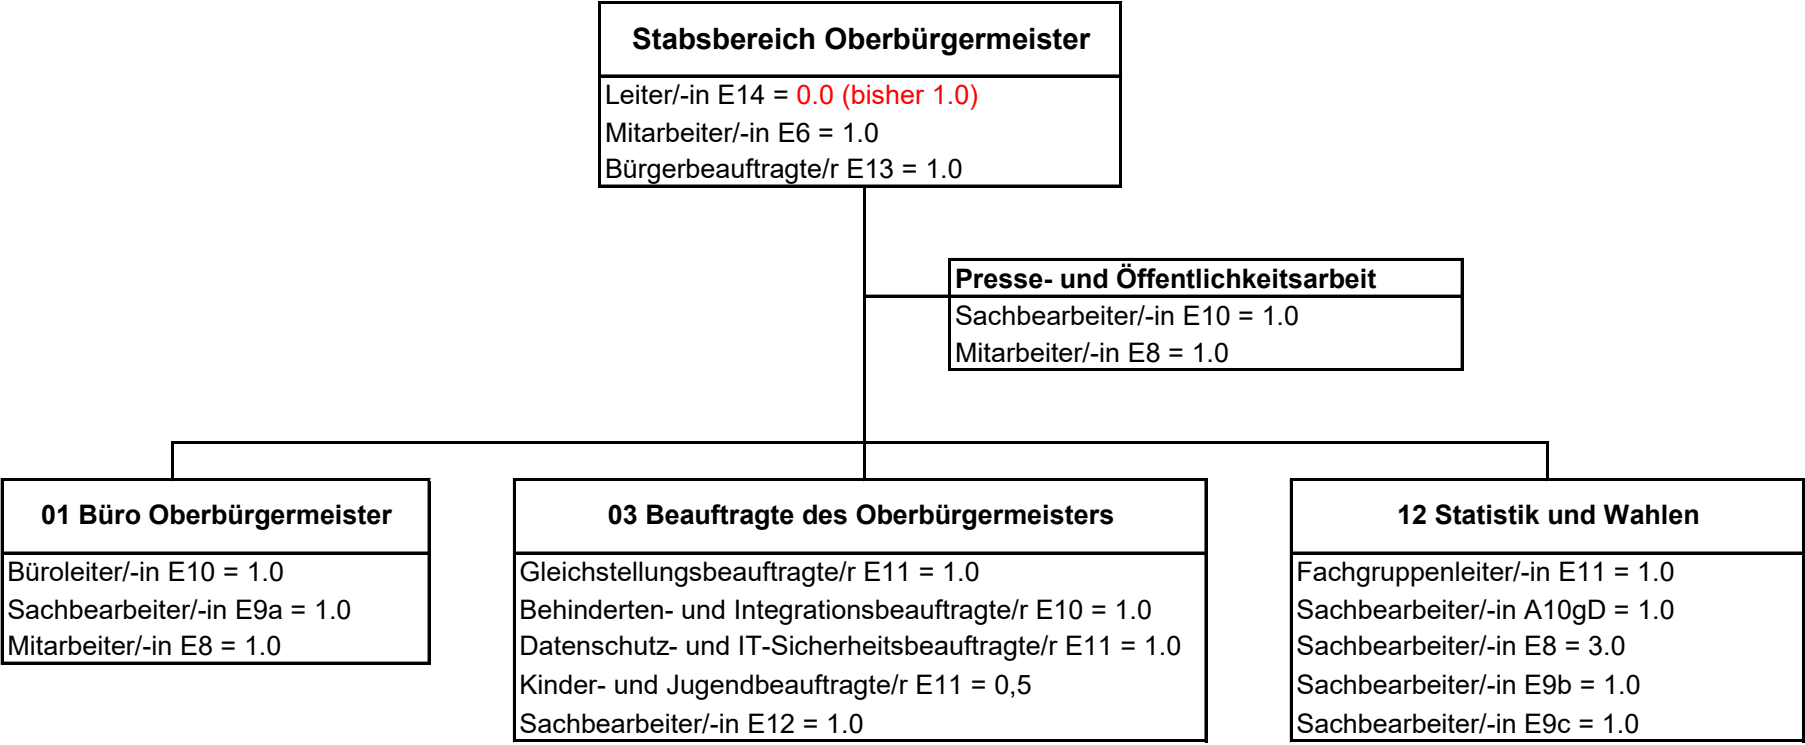 Stabsbereich Oberbürgermeister
Leiter/-in E14 = 0.0 (bisher 1.0)
Mitarbeiter/-in E6 = 1.0
Bürgerbeauftragte/r E13 = 1.0
Presse- und Öffentlichkeitsarbeit
Sachbearbeiter/-in E10 = 1.0
Mitarbeiter/-in E8 = 1.0
01 Büro Oberbürgermeister
Büroleiter/-in E10 = 1.0
Sachbearbeiter/-in E9a = 1.0
Mitarbeiter/-in E8 = 1.0
03 Beauftragte des Oberbürgermeisters
Gleichstellungsbeauftragte/r E11 = 1.0
Behinderten- und Integrationsbeauftragte/r E10 = 1.0
Datenschutz- und IT-Sicherheitsbeauftragte/r E11 = 1.0
Kinder- und Jugendbeauftragte/r E11 = 0,5
Sachbearbeiter/-in E12 = 1.0
12 Statistik und Wahlen
Fachgruppenleiter/-in E11 = 1.0
Sachbearbeiter/-in A10gD = 1.0
Sachbearbeiter/-in E8 = 3.0
Sachbearbeiter/-in E9b = 1.0
Sachbearbeiter/-in E9c = 1.0